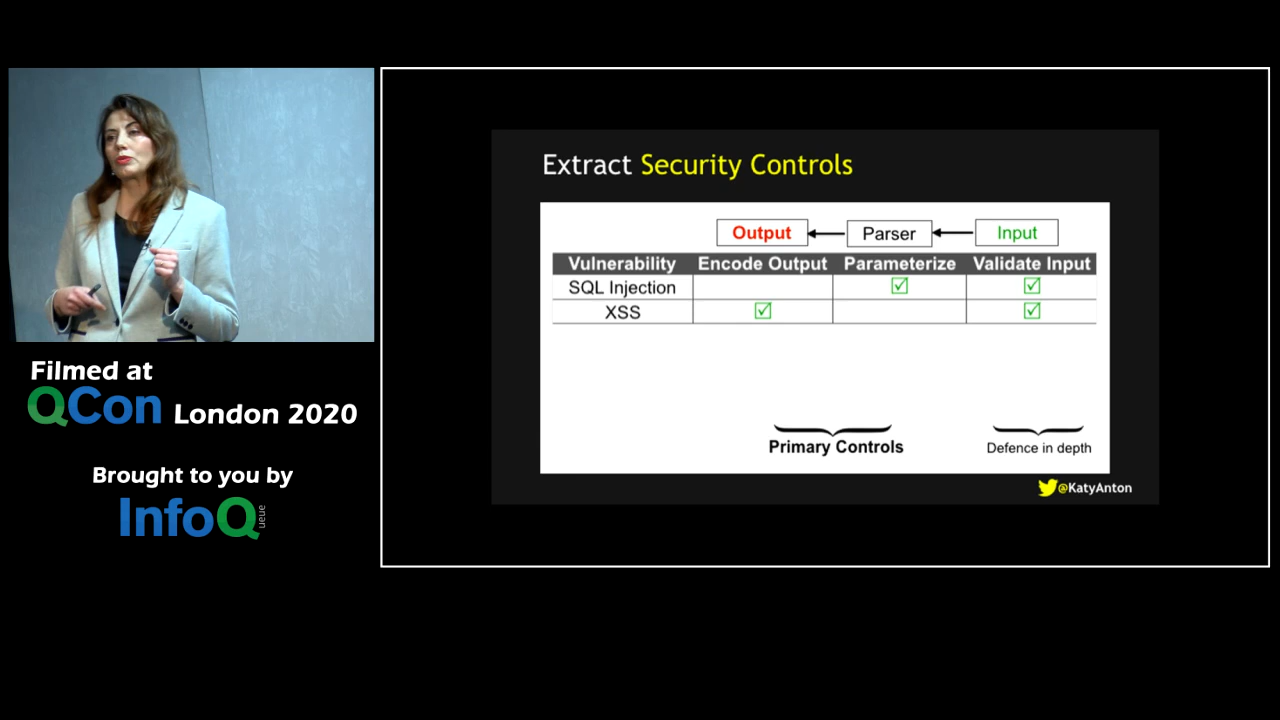 Extract Security Controls
Output Parser Input
Vulnerability Encode Output Parameterize Validate Input
SQL Injection
XSS
Primary Controls Defence in depth
@KatyAnton
Filmed at
QCon London 2020
Brought to you by
InfoQ
ueue